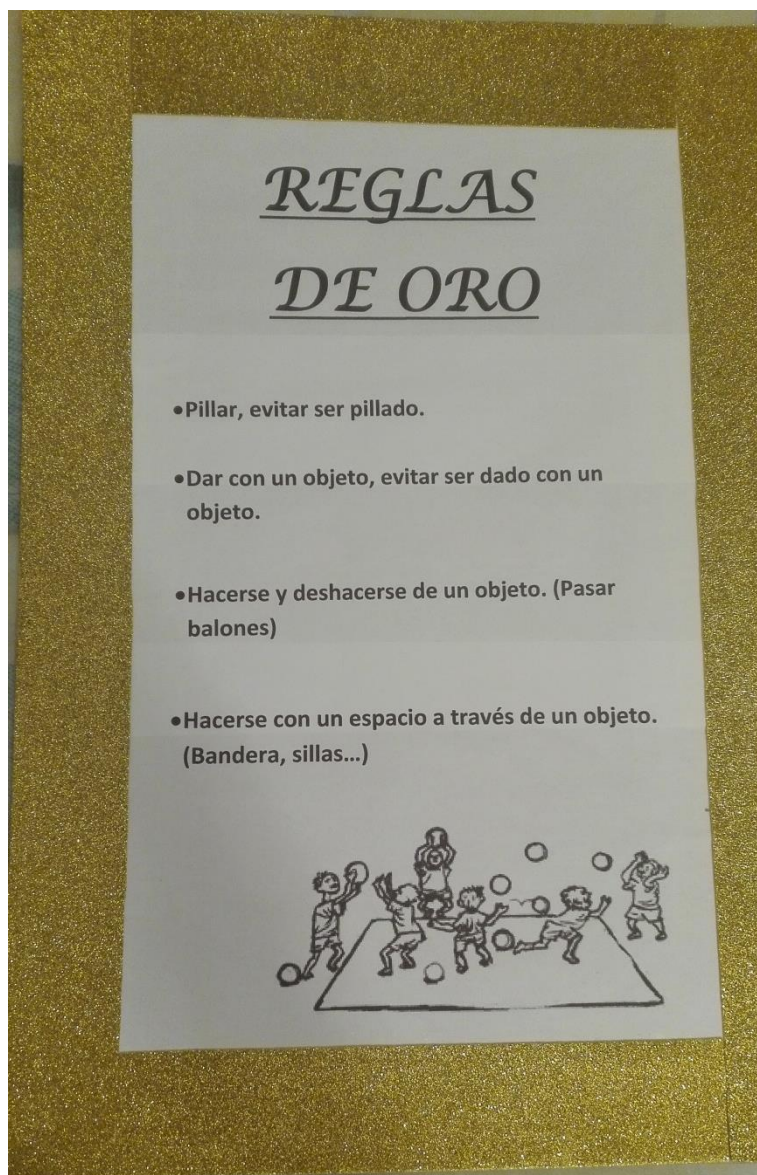 REGLAS
DE ORO
•Pillar, evitar ser pillado.
•Dar con un objeto, evitar ser dado con un
objeto.
•Hacerse y deshacerse de un objeto. (Pasar
balones)
•Hacerse con un espacio a través de un objeto.
(Bandera, sillas...)